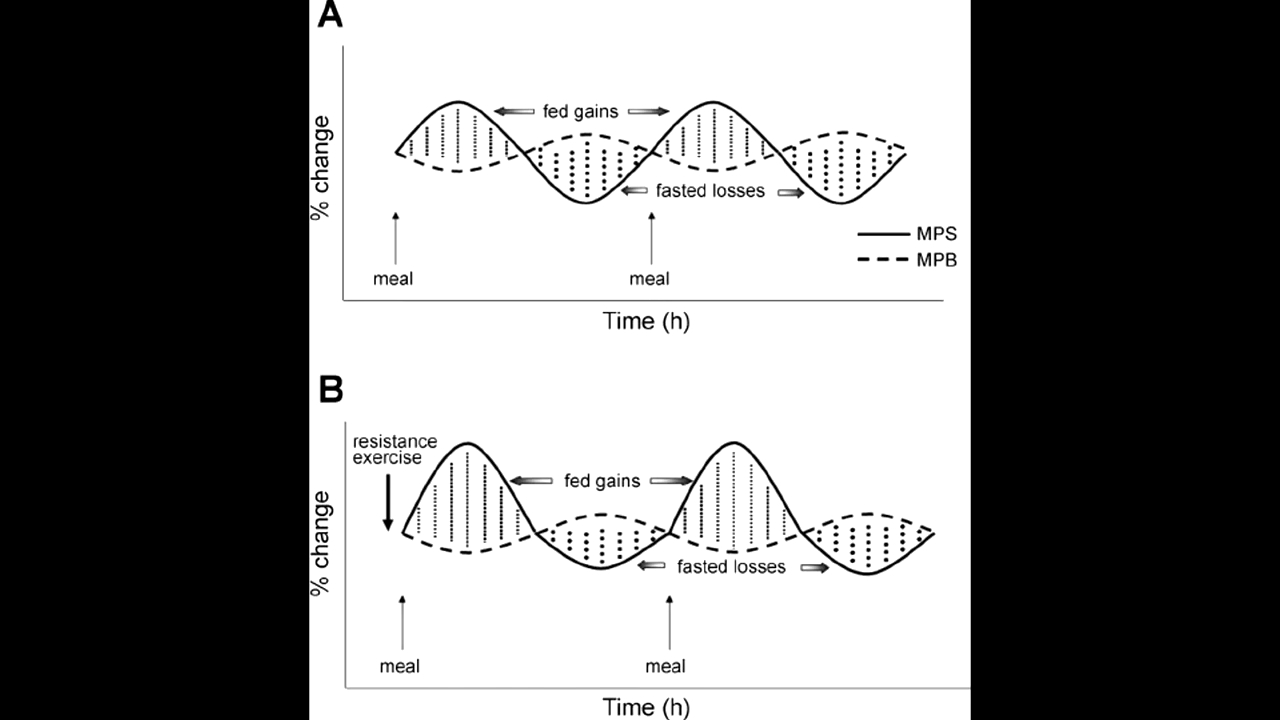 A
% change
fed gains
fasted losses
MPS
MPB
meal
meal
Time (h)
B
% change
resistance
exercise
fed gains
fasted losses
meal
meal
Time (h)